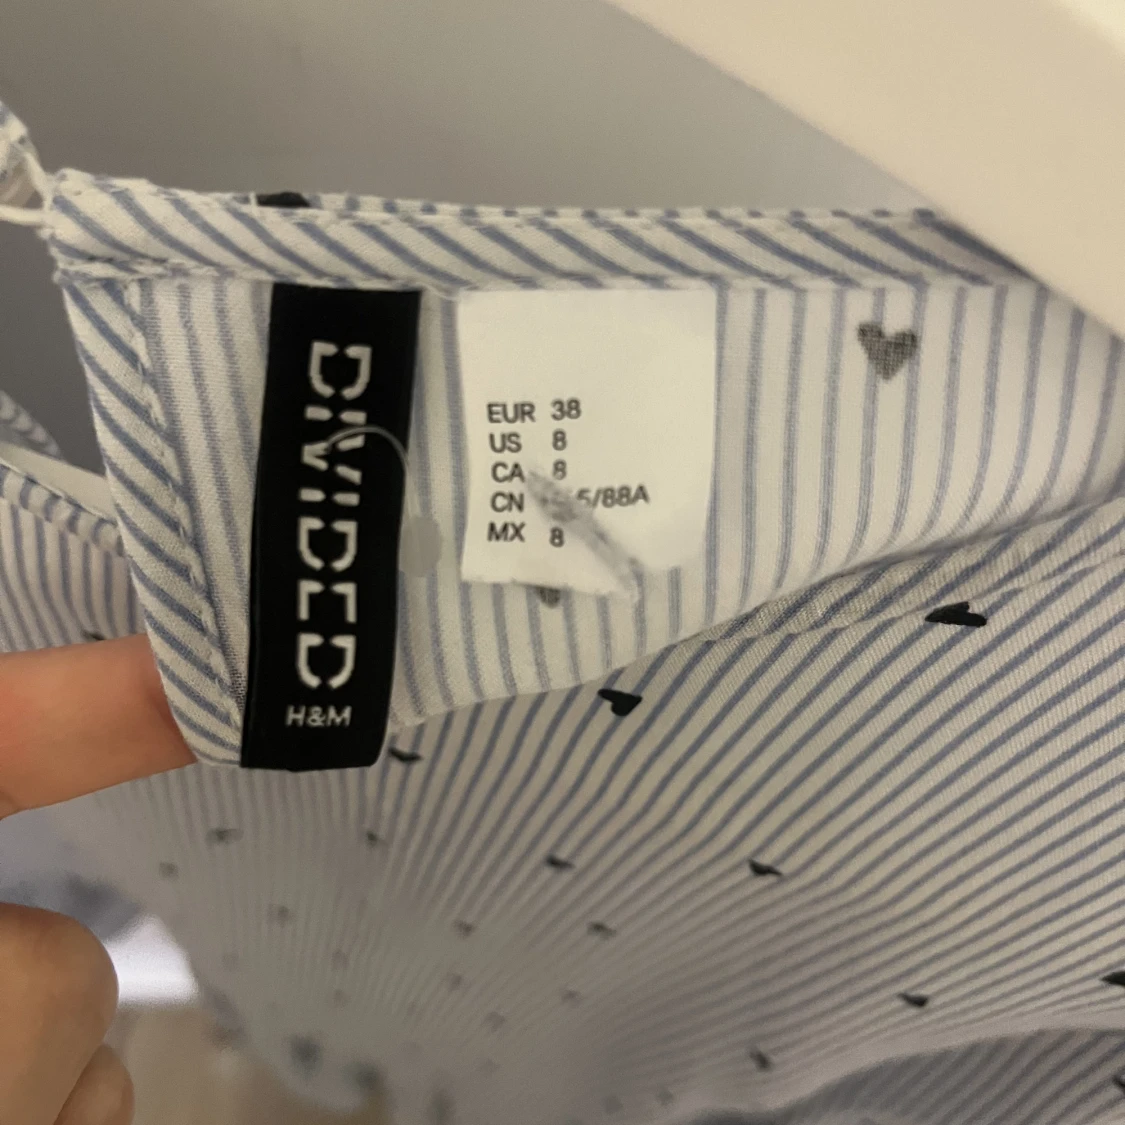 DIVIDED
H&M
EUR 38
US 8
CA 8
CN 5/88A
MX 8